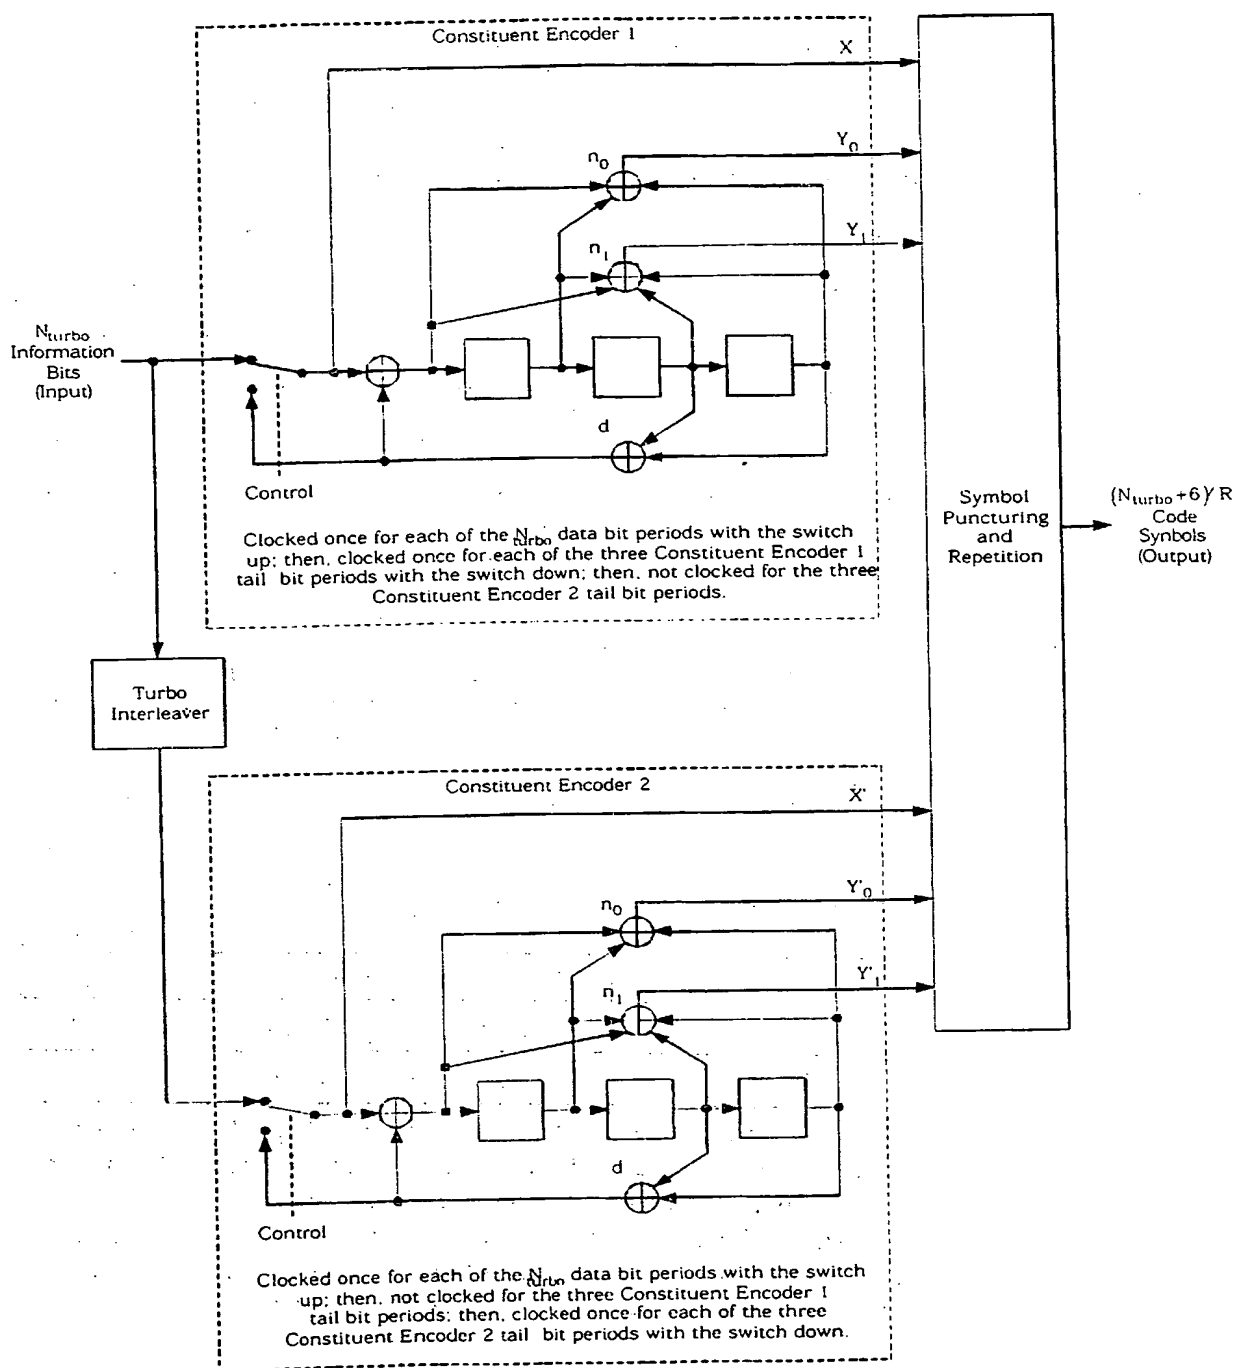 Constituent Encoder 1
X
Y0
n0
Y1
n1
Nturbo
Information
Bits
(Input)
d
Control
Clocked once for each of the Nturbo data bit periods with the switch
up; then, clocked once for each of the three Constituent Encoder 1
tail bit periods with the switch down; then, not clocked for the three
Constituent Encoder 2 tail bit periods.
Symbol
Puncturing
and
Repetition
(Nturbo+6)/R
Code
Symbols
(Output)
Turbo
Interleaver
Constituent Encoder 2
X'
Y'0
n0
Y'1
n1
d
Control
Clocked once for each of the Nturbo data bit periods with the switch
up; then, not clocked for the three Constituent Encoder 1
tail bit periods; then, clocked once for each of the three
Constituent Encoder 2 tail bit periods with the switch down.